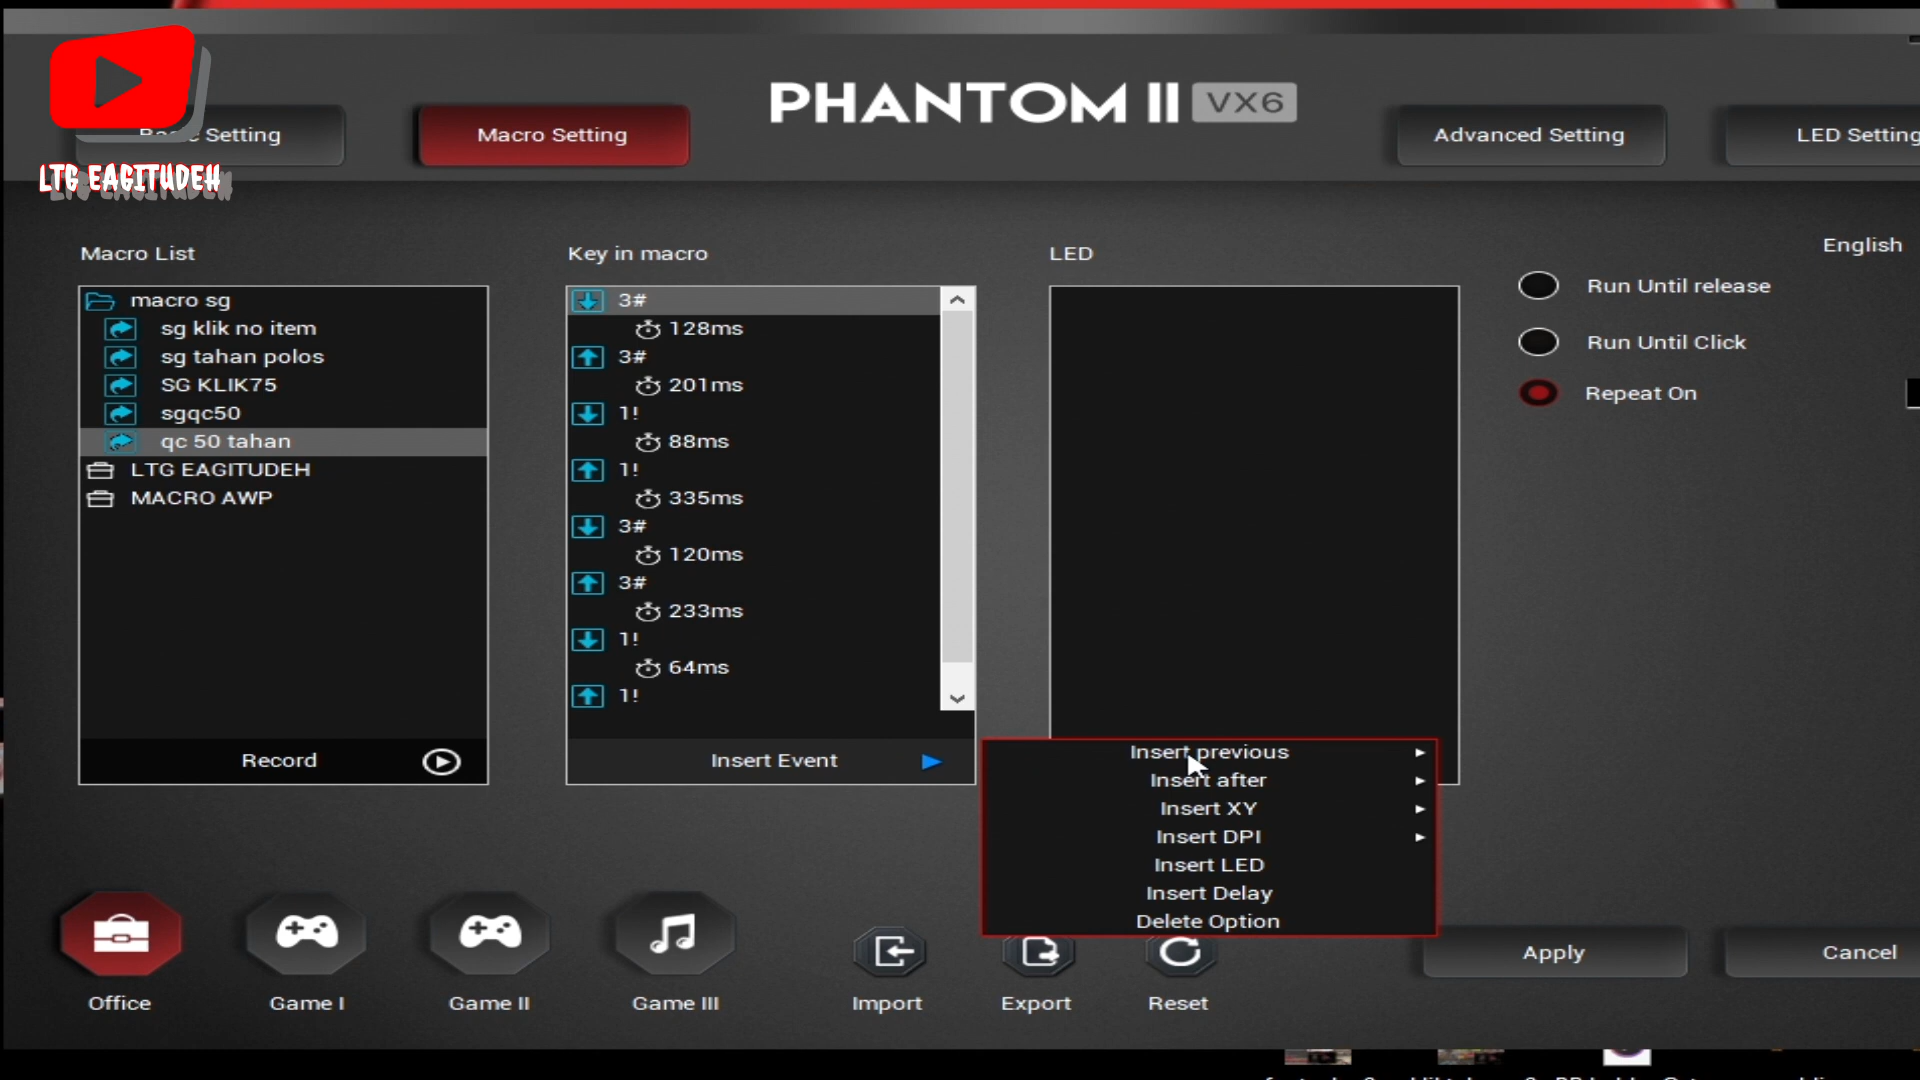 PHANTOM II VX6
Basic Setting
Macro Setting
Advanced Setting
LED Setting
LTG EAGITUDEH
Macro List
Key in macro
LED
English
macro sg
sg klik no item
sg tahan polos
SG KLIK75
sgqc50
qc 50 tahan
LTG EAGITUDEH
MACRO AWP
Record
3#
128ms
3#
201ms
1!
88ms
1!
335ms
3#
120ms
3#
233ms
1!
64ms
1!
Insert Event
Run Until release
Run Until Click
Repeat On
Insert previous
Insert after
Insert XY
Insert DPI
Insert LED
Insert Delay
Delete Option
Office
Game I
Game II
Game III
Import
Export
Reset
Apply
Cancel